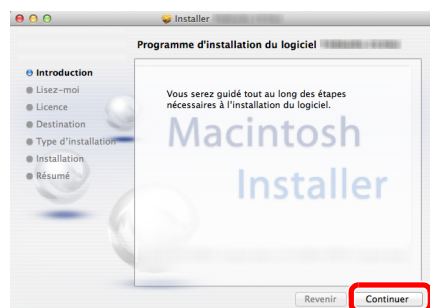 Installer
Programme d'installation du logiciel
Introduction
Lisez-moi
Licence
Destination
Type d'installation
Installation
Résumé
Vous serez guidé tout au long des étapes
nécessaires à l'installation du logiciel.
Macintosh
Installer
Revenir
Continuer